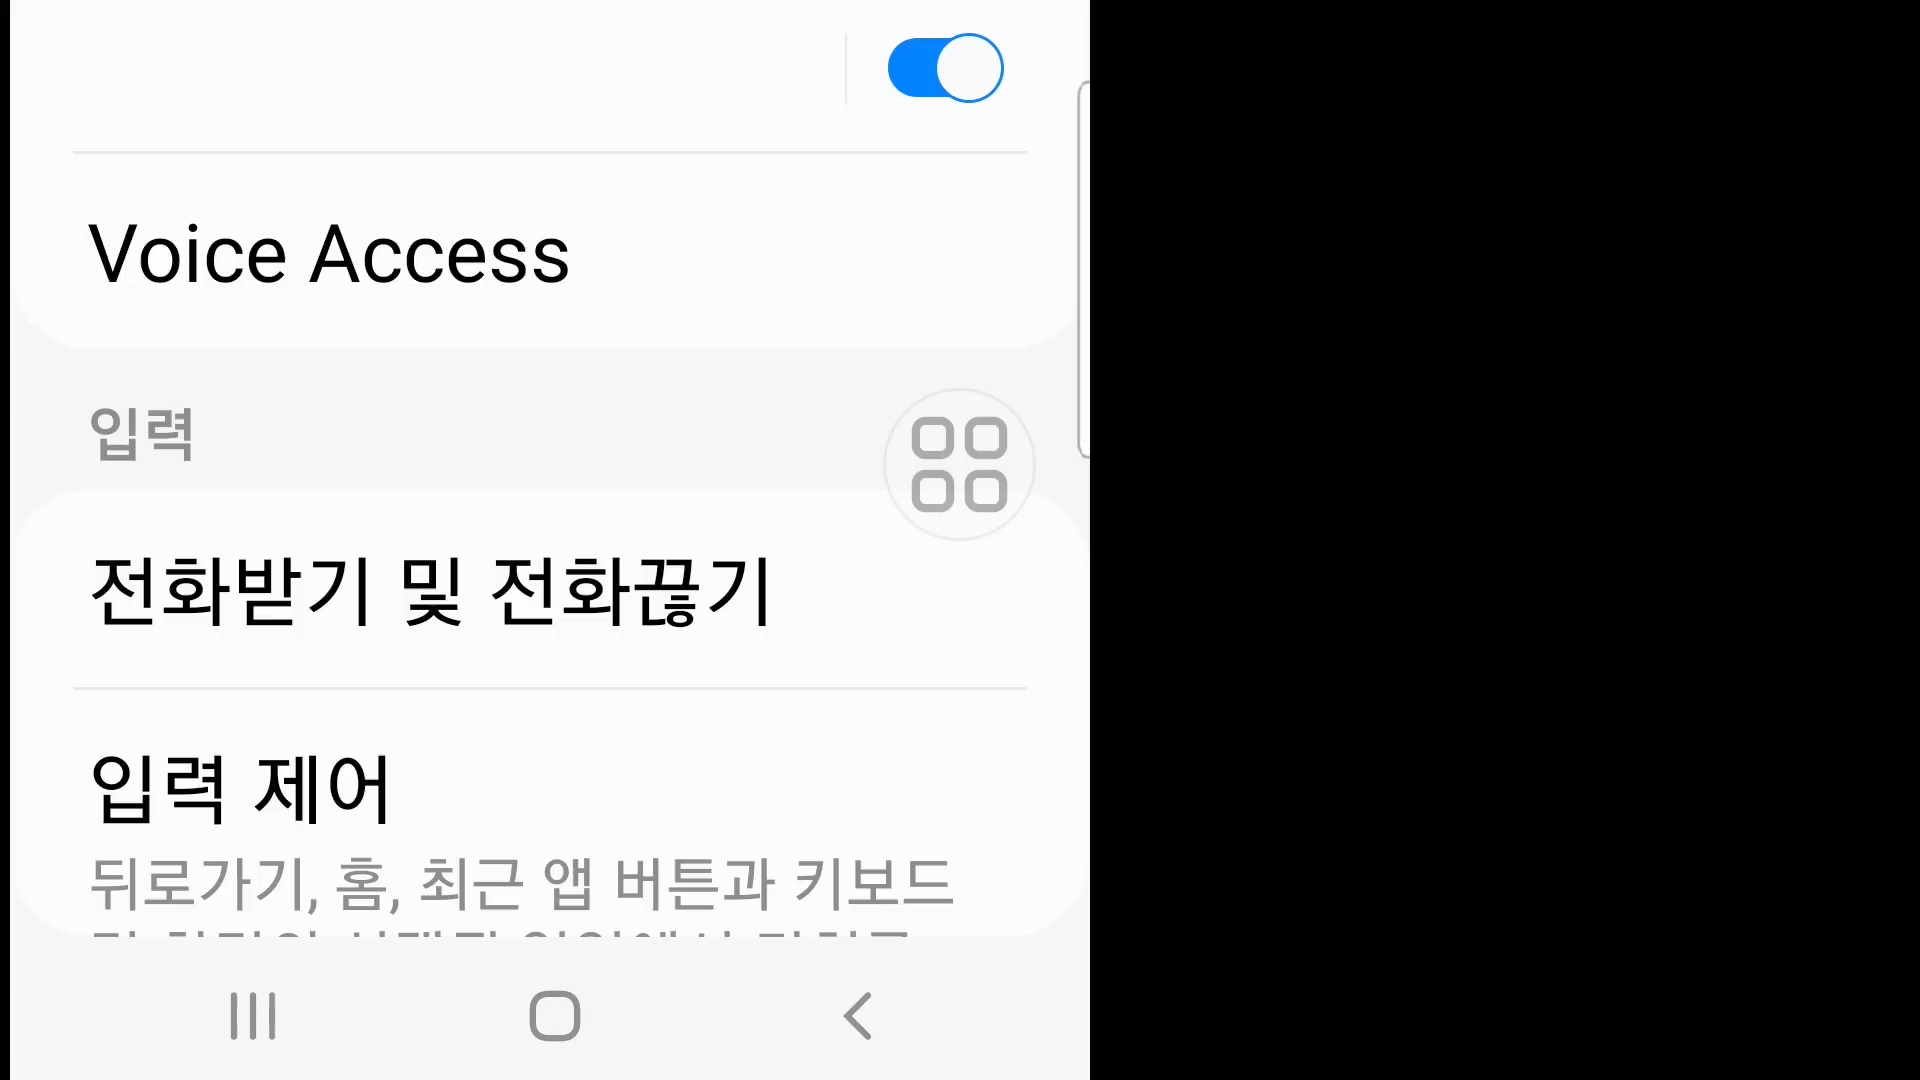 Voice Access
입력
전화받기 및 전화끊기
입력 제어
뒤로가기, 홈, 최근 앱 버튼과 키보드